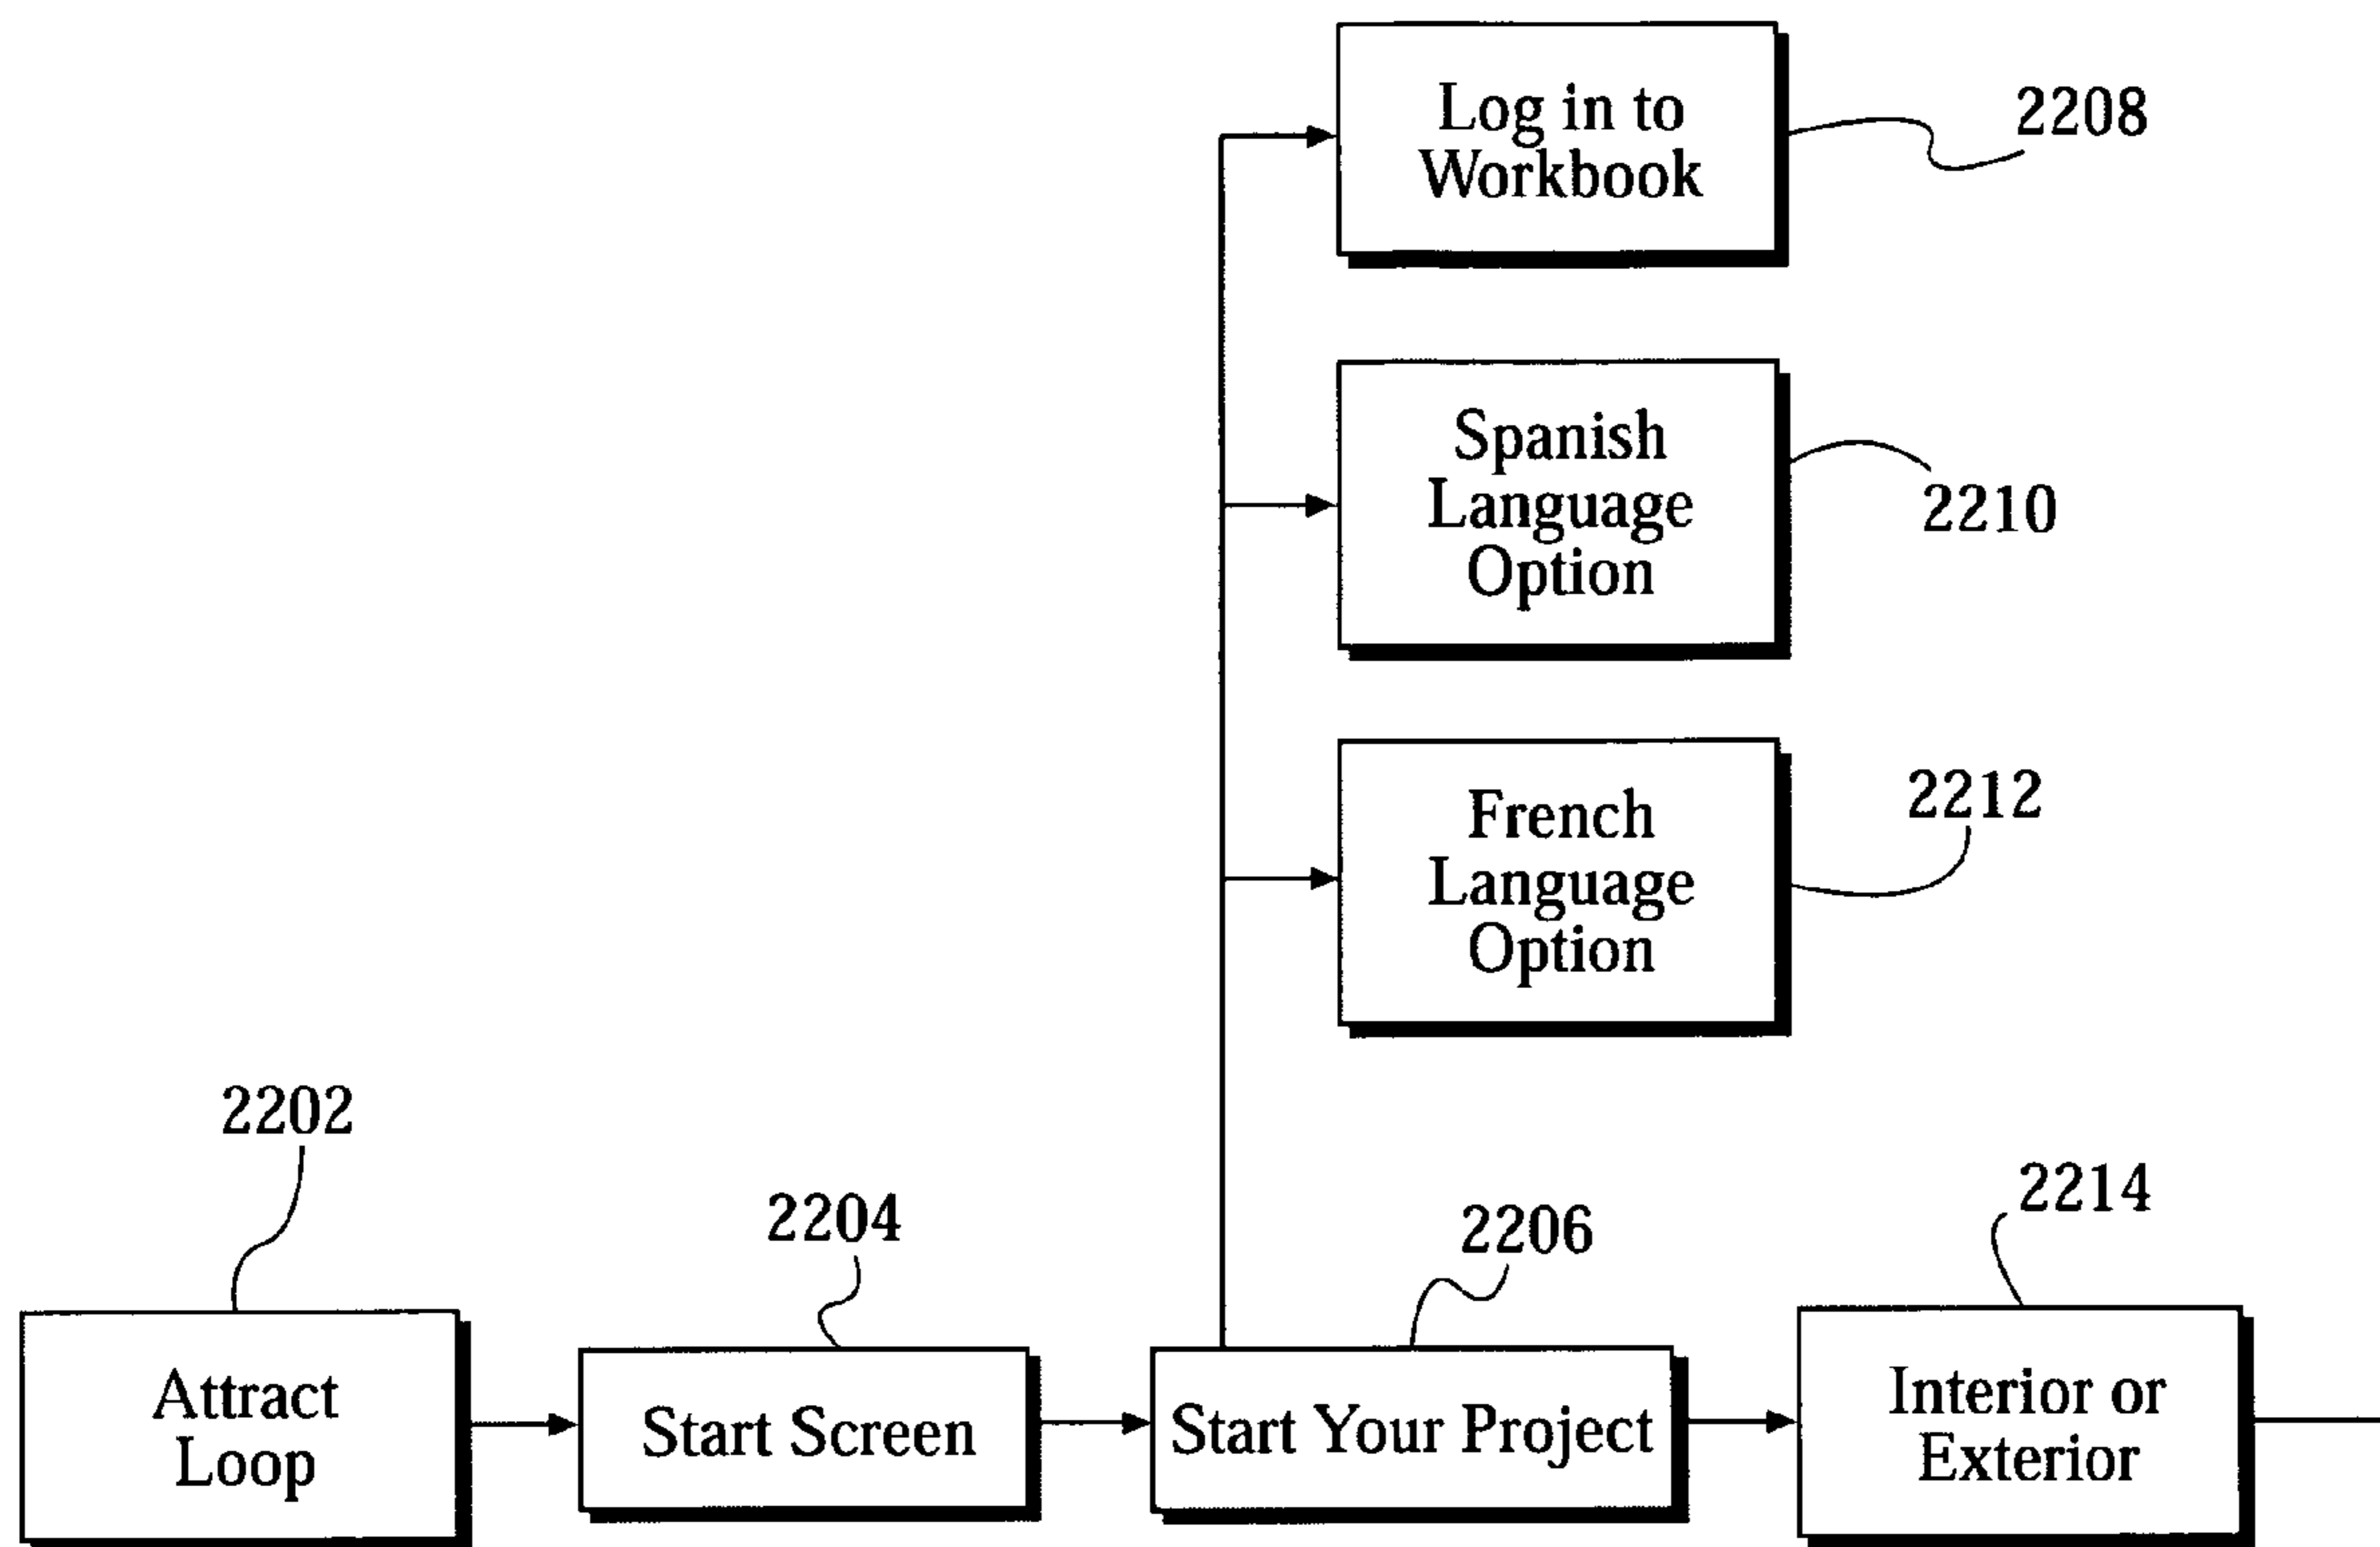 Log in to
Workbook
2208
Spanish
Language
Option
2210
French
Language
Option
2212
2202
2204
2206
2214
Attract
Loop
Start Screen
Start Your Project
Interior or
Exterior